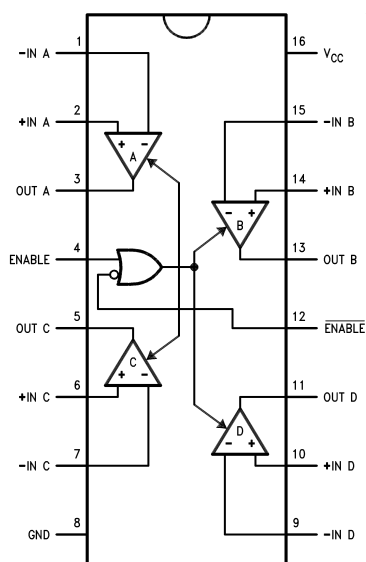 1
-IN A
2
+IN A
3
OUT A
4
ENABLE
5
OUT C
6
+IN C
7
-IN C
8
GND
16
VCC
15
-IN B
14
+IN B
13
OUT B
12
ENABLE
11
OUT D
10
+IN D
9
-IN D
+ -
A
- +
B
C
+ -
D
- +